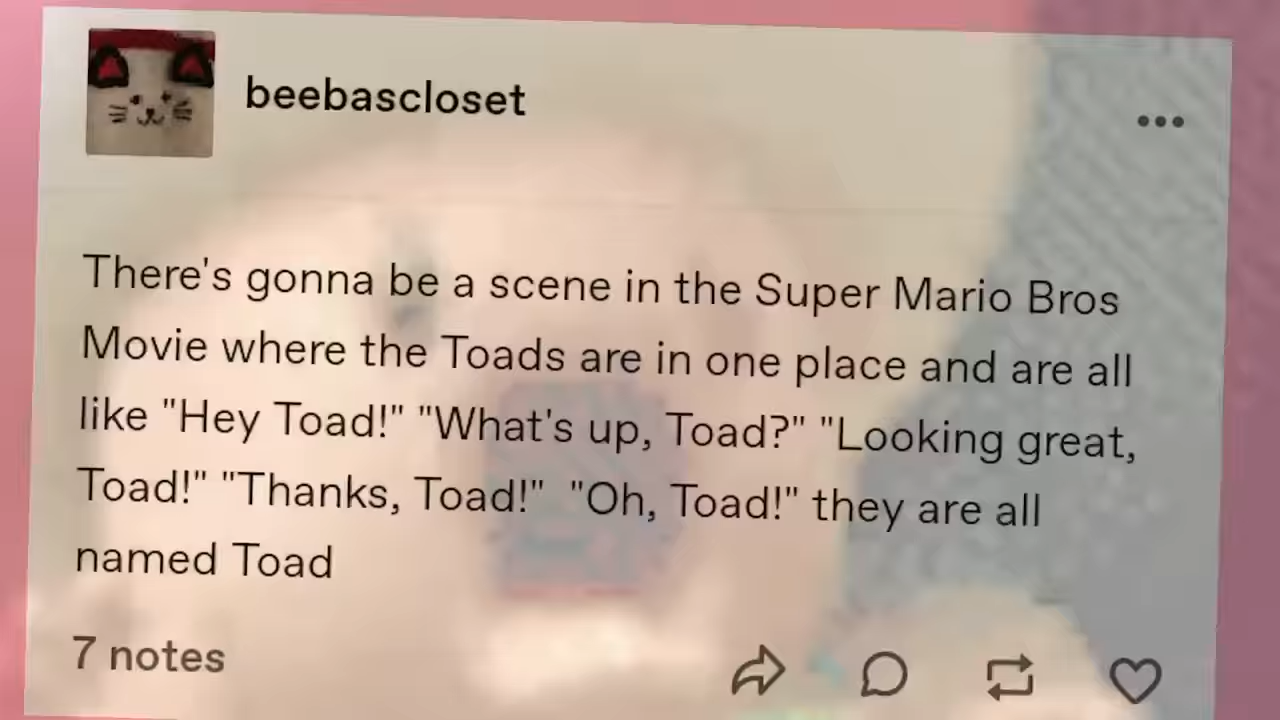 beebascloset
There's gonna be a scene in the Super Mario Bros
Movie where the Toads are in one place and are all
like "Hey Toad!" "What's up, Toad?" "Looking great,
Toad!" "Thanks, Toad!"  "Oh, Toad!" they are all
named Toad
7 notes